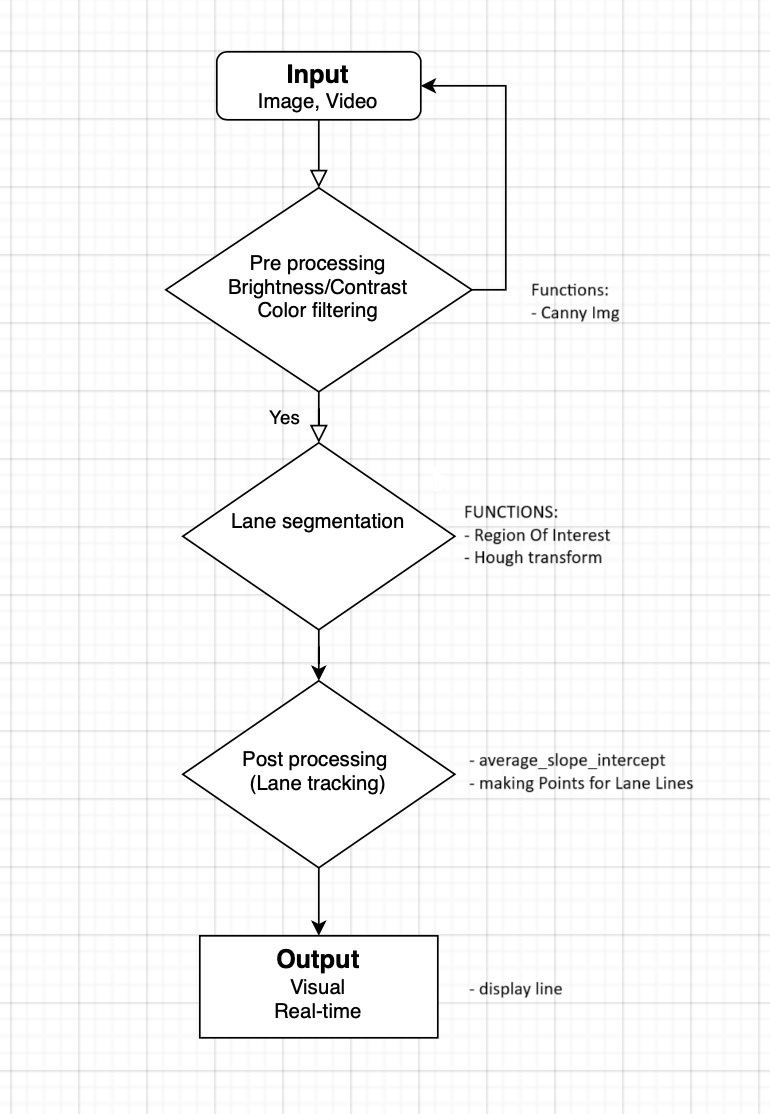 Input
Image, Video
Pre processing
Brightness/Contrast
Color filtering
Functions:
- Canny Img
Yes
Lane segmentation
FUNCTIONS:
- Region Of Interest
- Hough transform
Post processing
(Lane tracking)
- average_slope_intercept
- making Points for Lane Lines
Output
Visual
Real-time
- display line